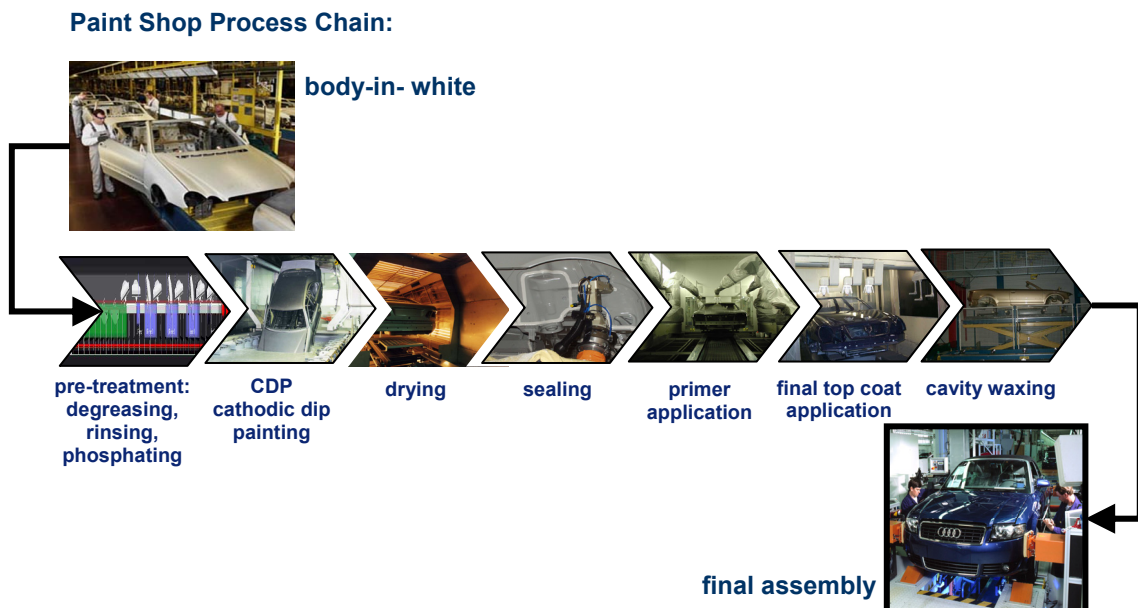 Paint Shop Process Chain:
body-in- white
pre-treatment:
degreasing,
rinsing,
phosphating
CDP
cathodic dip
painting
drying
sealing
primer
application
final top coat
application
cavity waxing
final assembly